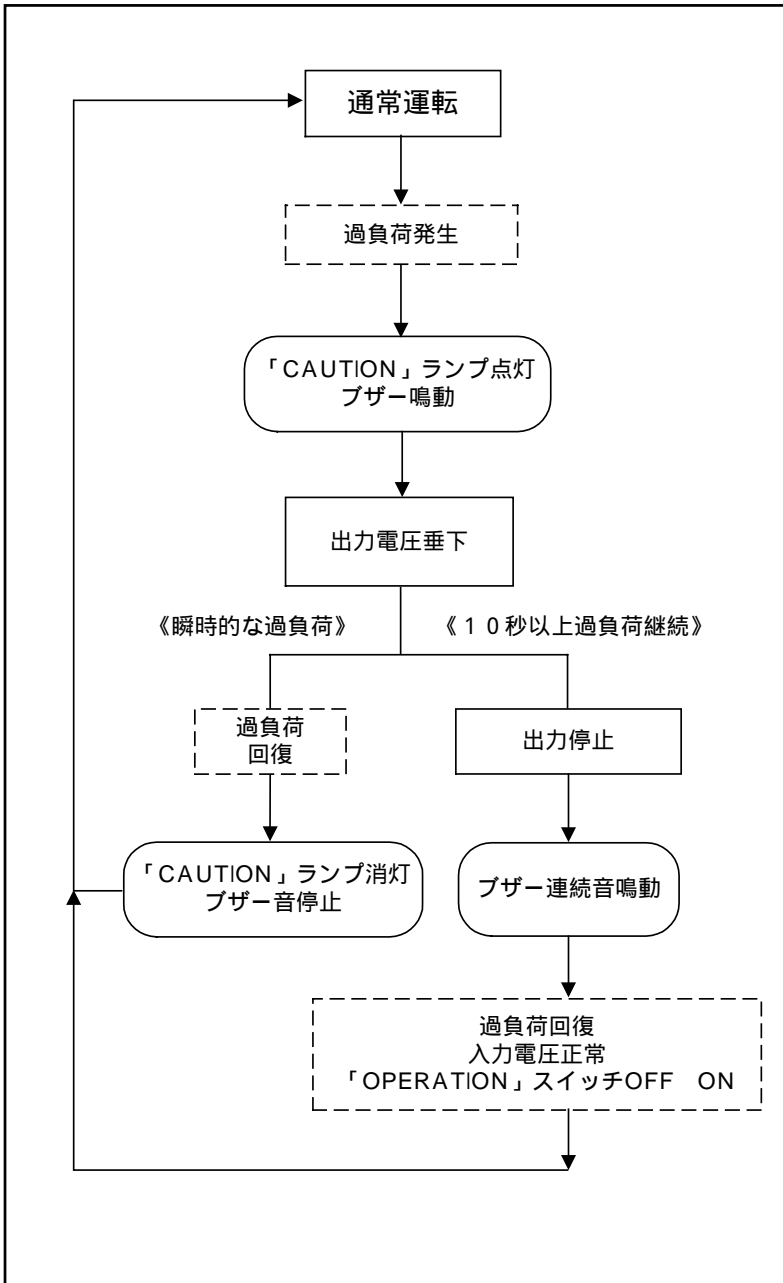 通常運転
過負荷発生
「CAUTION」ランプ点灯
ブザー鳴動
出力電圧垂下
《瞬時的な過負荷》
《１０秒以上過負荷継続》
過負荷
回復
出力停止
「CAUTION」ランプ消灯
ブザー音停止
ブザー連続音鳴動
過負荷回復
入力電圧正常
「OPERATION」スイッチOFF　ON